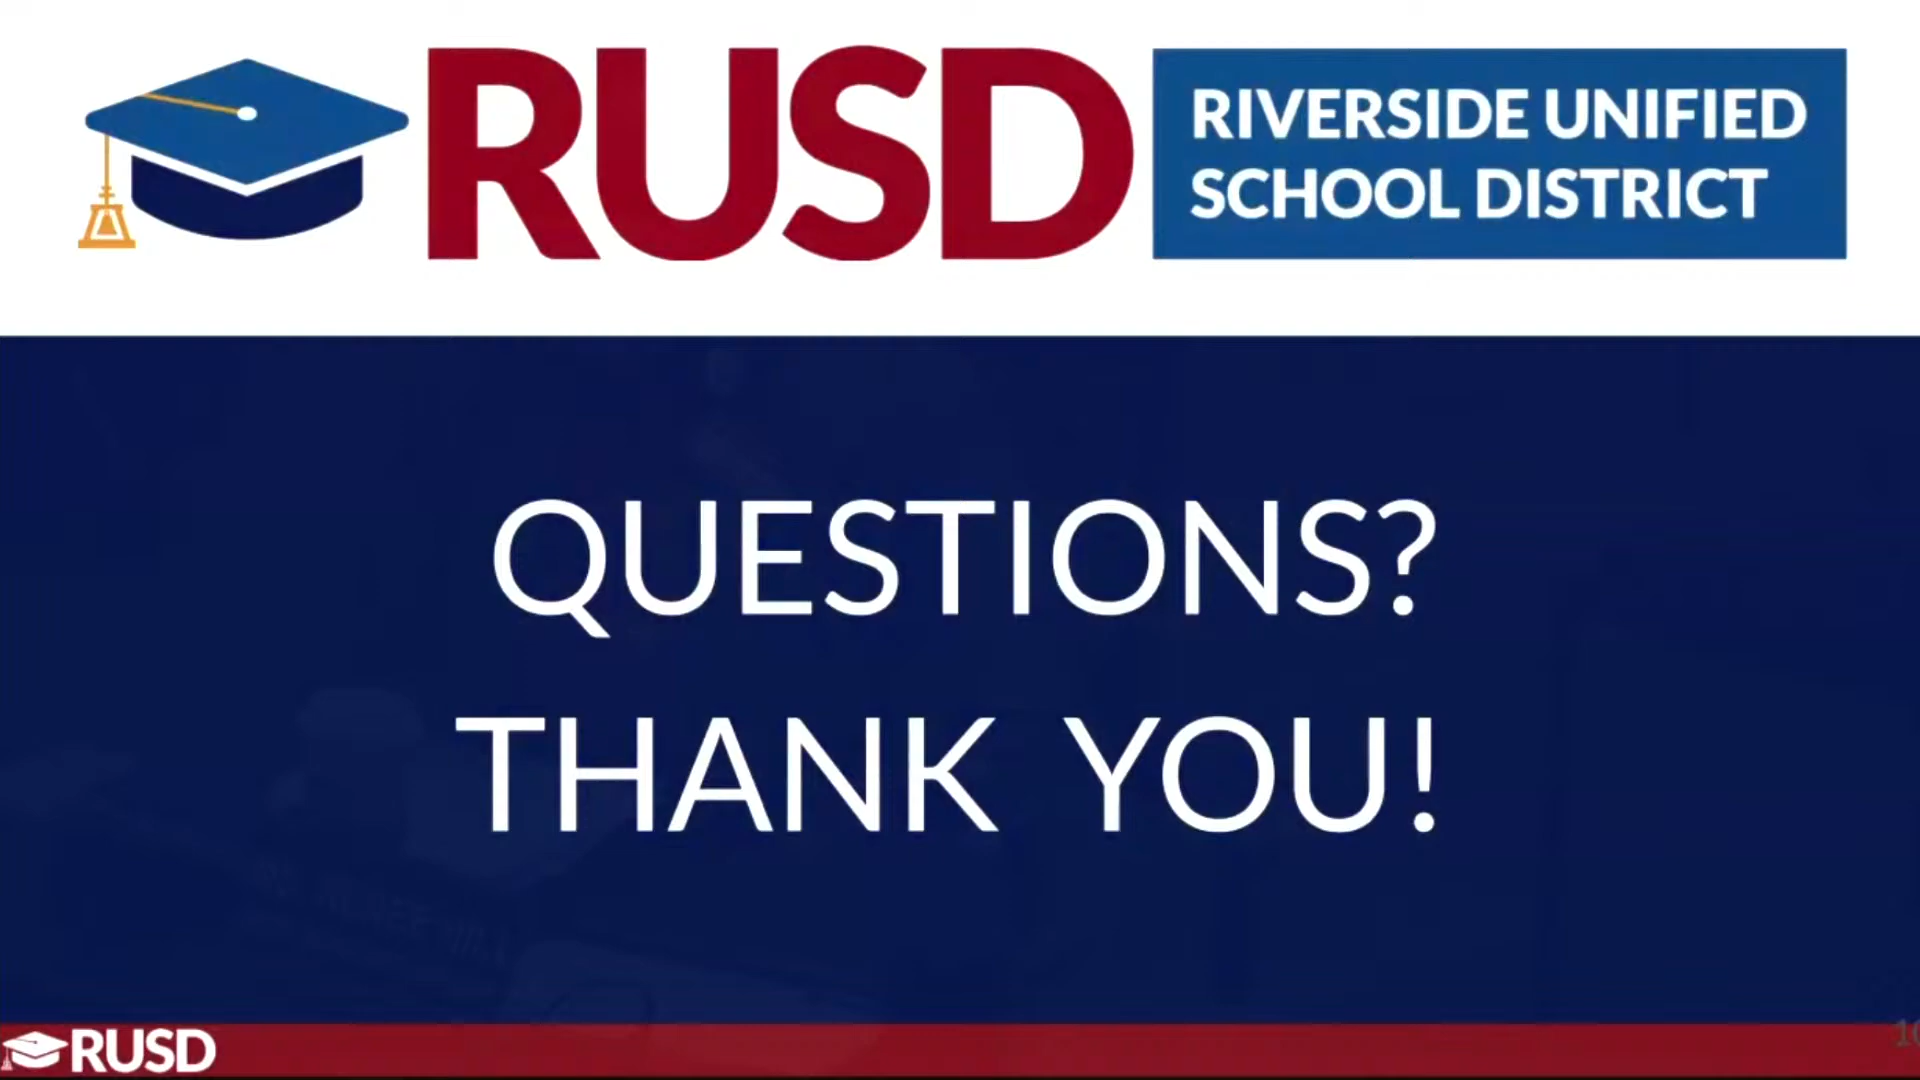 RUSD
RIVERSIDE UNIFIED
SCHOOL DISTRICT
QUESTIONS?
THANK YOU!
RUSD